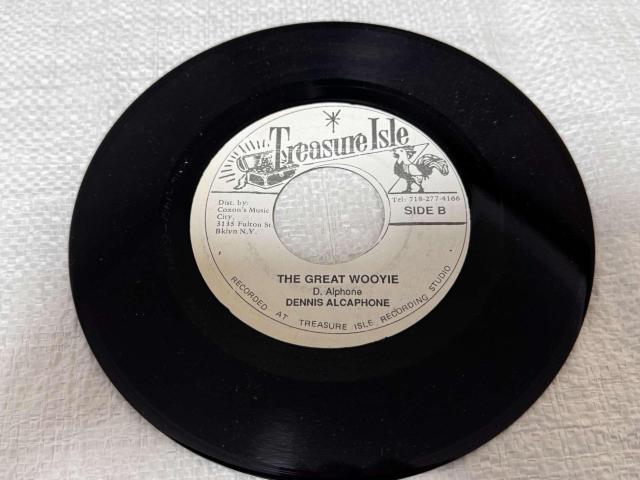 Treasure Isle
Dist. by:
Coxon's Music
City,
3135 Fulton St
Bklyn N.Y.
Tel: 718-277-4166
SIDE B
THE GREAT WOOYIE
D. Alphone
DENNIS ALCAPHONE
RECORDED AT TREASURE ISLE RECORDING STUDIO